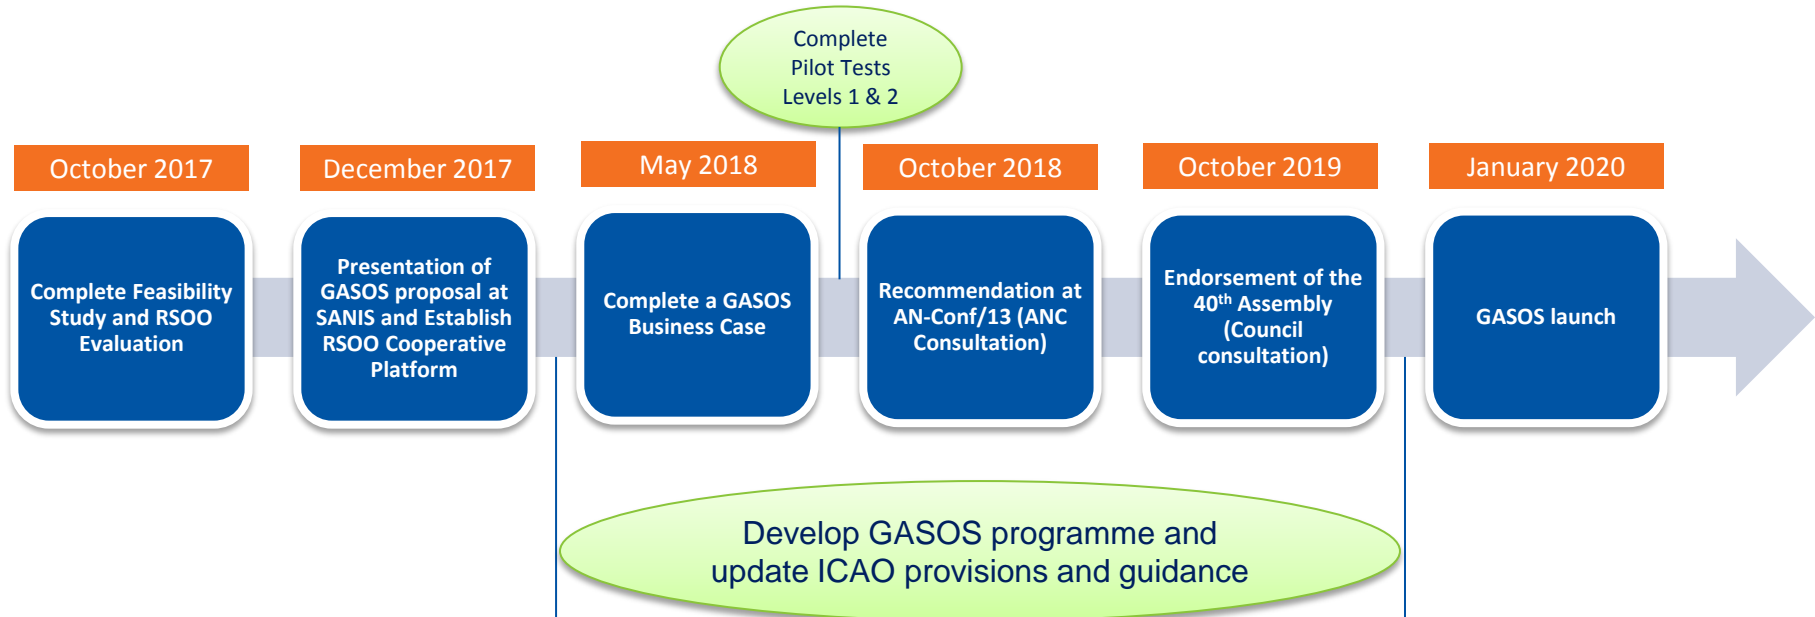 Complete
Pilot Tests
Levels 1 & 2
October 2017
Complete Feasibility
Study and RSOO
Evaluation
December 2017
Presentation of
GASOS proposal at
SANIS and Establish
RSOO Cooperative
Platform
May 2018
Complete a GASOS
Business Case
October 2018
Recommendation at
AN-Conf/13 (ANC
Consultation)
October 2019
Endorsement of the
40th Assembly
(Council
consultation)
January 2020
GASOS launch
Develop GASOS programme and
update ICAO provisions and guidance